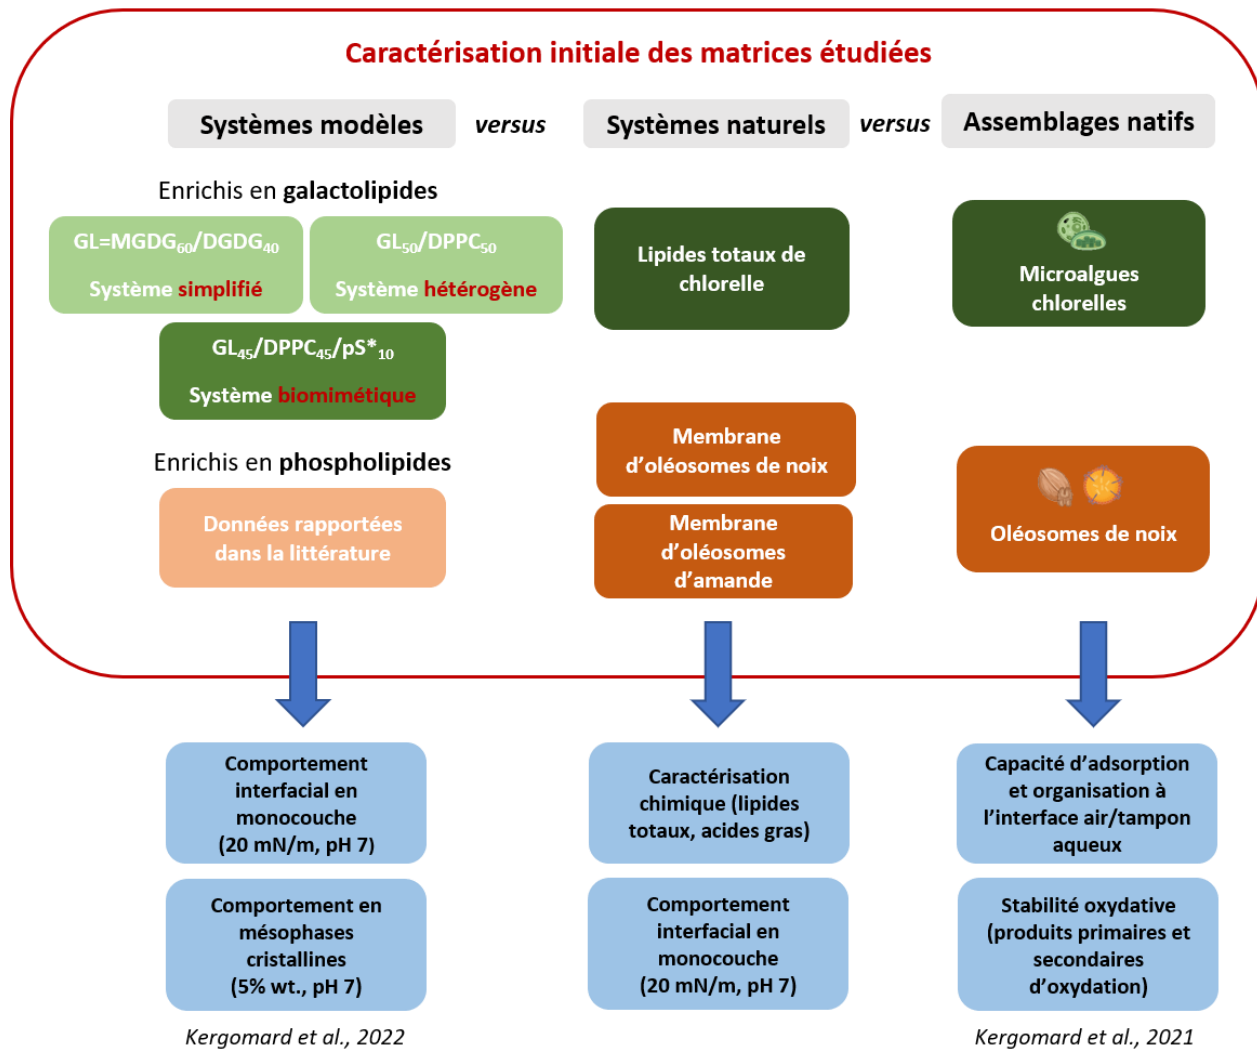 Caractérisation initiale des matrices étudiées
Systèmes modèles
versus
Systèmes naturels
versus
Assemblages natifs
Enrichis en galactolipides
GL=MGDG₆₀/DGDG₄₀
Système simplifié
GL₅₀/DPPC₅₀
Système hétérogène
GL₄₅/DPPC₄₅/pS*₁₀
Système biomimétique
Enrichis en phospholipides
Données rapportées
dans la littérature
Lipides totaux de
chlorelle
Membrane
d’oléosomes de noix
Membrane
d’oléosomes
d’amande
Microalgues
chlorelles
Oléosomes de noix
Comportement
interfacial en
monocouche
(20 mN/m, pH 7)
Comportement en
mésophases
cristallines
(5% wt., pH 7)
Kergomard et al., 2022
Caractérisation
chimique (lipides
totaux, acides gras)
Comportement
interfacial en
monocouche
(20 mN/m, pH 7)
Capacité d’adsorption
et organisation à
l’interface air/tampon
aqueux
Stabilité oxydative
(produits primaires et
secondaires
d’oxydation)
Kergomard et al., 2021